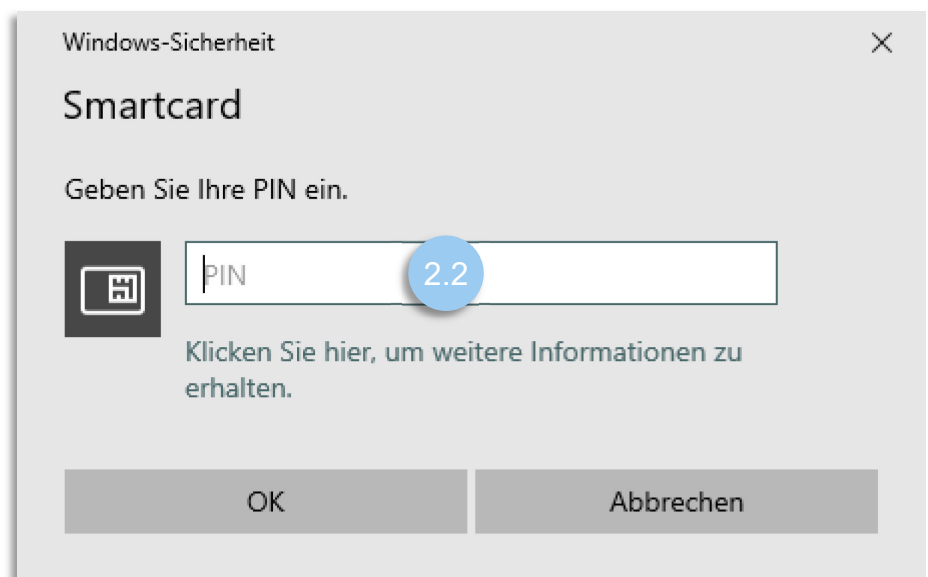 Windows-Sicherheit
Smartcard
Geben Sie Ihre PIN ein.
PIN
2.2
Klicken Sie hier, um weitere Informationen zu
erhalten.
OK
Abbrechen